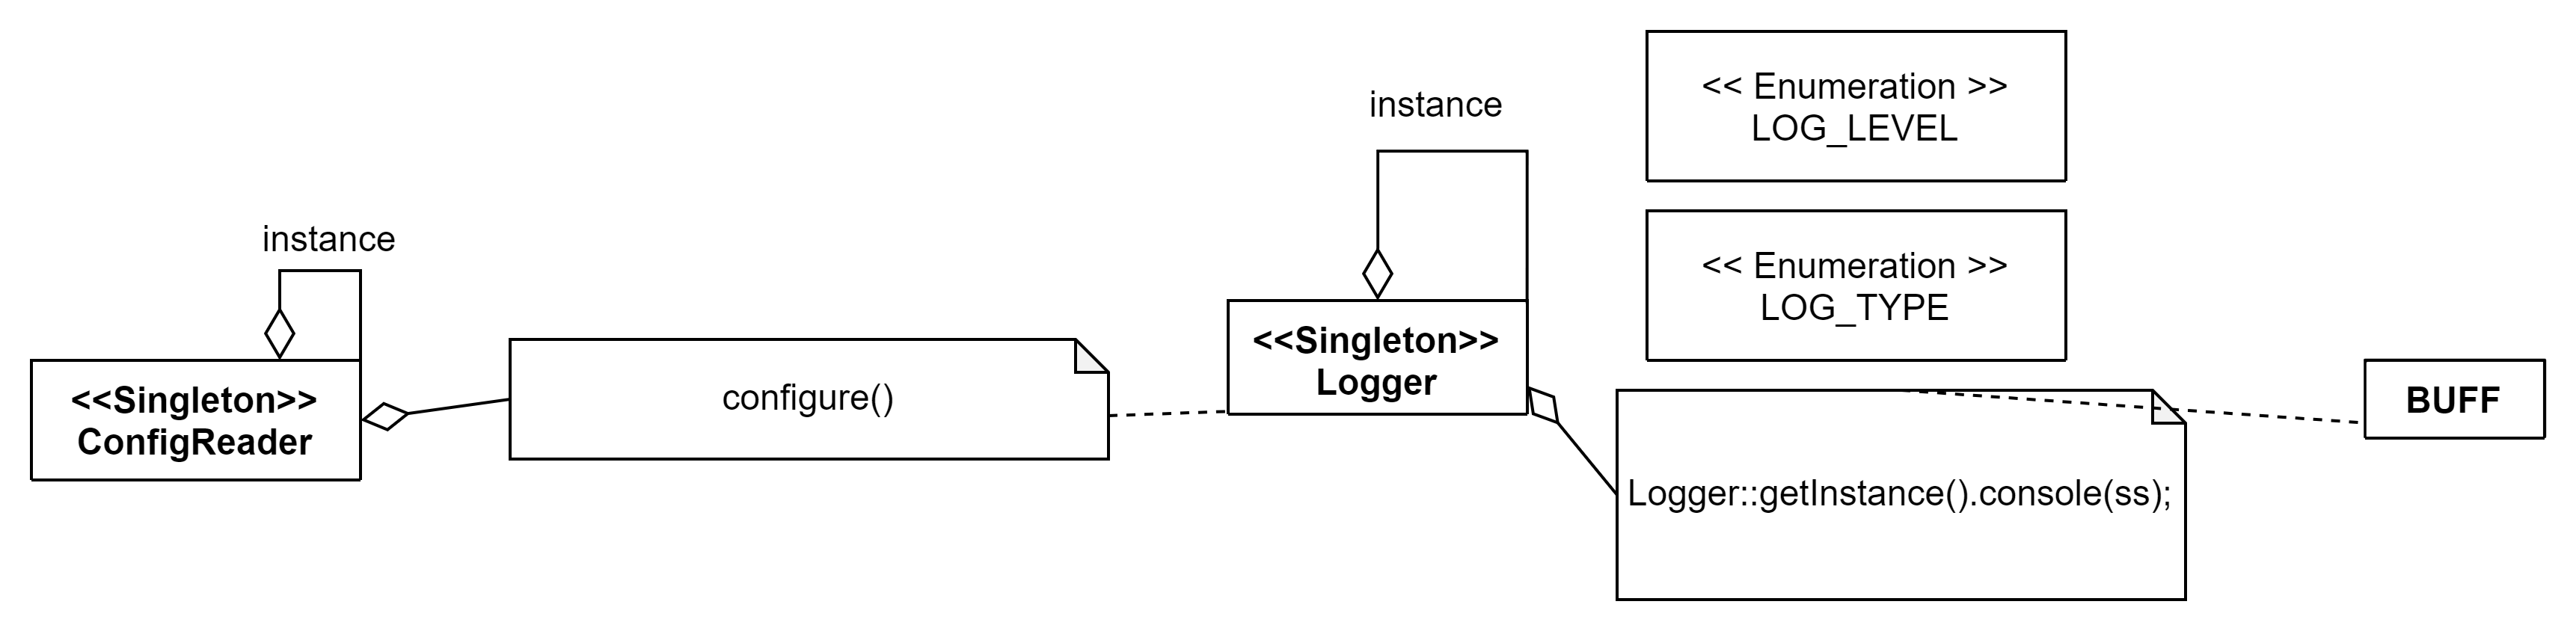 instance
<<Singleton>>
ConfigReader
configure()
instance
<<Singleton>>
Logger
<< Enumeration >>
LOG_LEVEL
<< Enumeration >>
LOG_TYPE
Logger::getInstance().console(ss);
BUFF